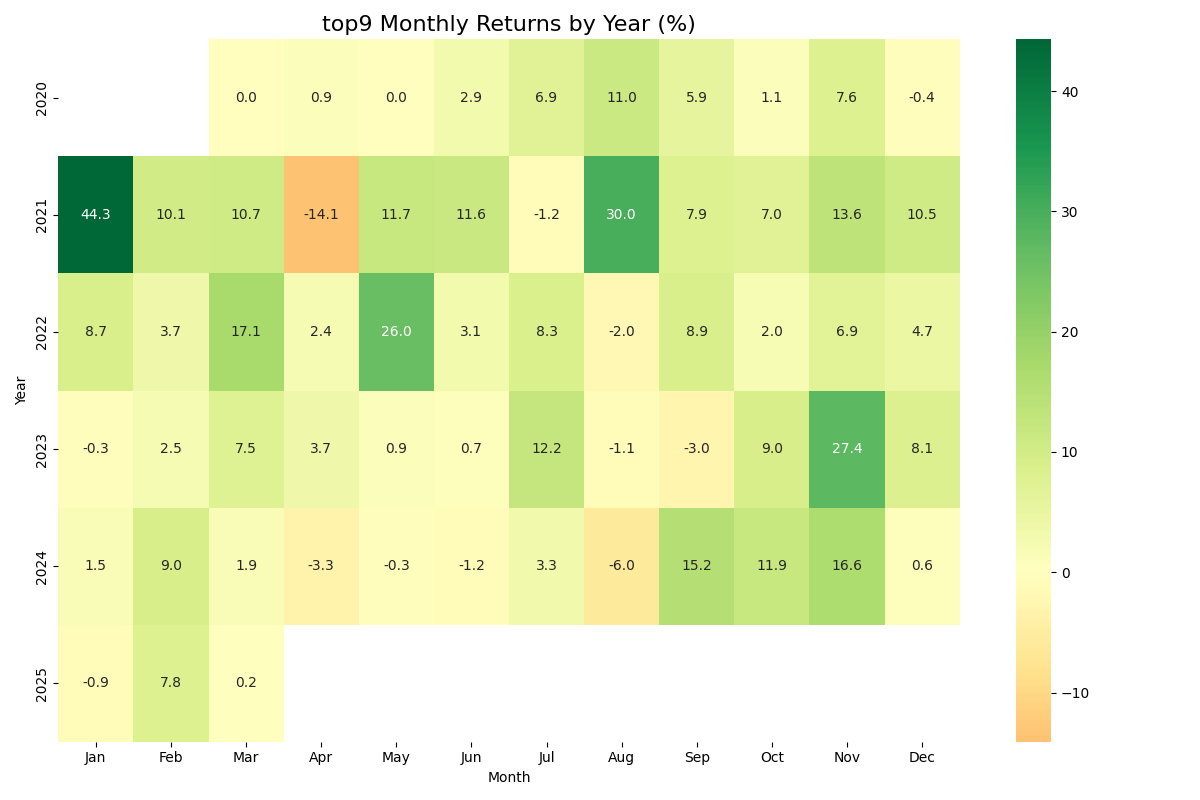 top9 Monthly Returns by Year (%)
2020 0.0 0.9 0.0 2.9 6.9 11.0 5.9 1.1 7.6 -0.4
2021 44.3 10.1 10.7 -14.1 11.7 11.6 -1.2 30.0 7.9 7.0 13.6 10.5
2022 8.7 3.7 17.1 2.4 26.0 3.1 8.3 -2.0 8.9 2.0 6.9 4.7
Year
2023 -0.3 2.5 7.5 3.7 0.9 0.7 12.2 -1.1 -3.0 9.0 27.4 8.1
2024 1.5 9.0 1.9 -3.3 -0.3 -1.2 3.3 -6.0 15.2 11.9 16.6 0.6
2025 -0.9 7.8 0.2
Jan Feb Mar Apr May Jun Jul Aug Sep Oct Nov Dec
Month
40
30
20
10
0
−10